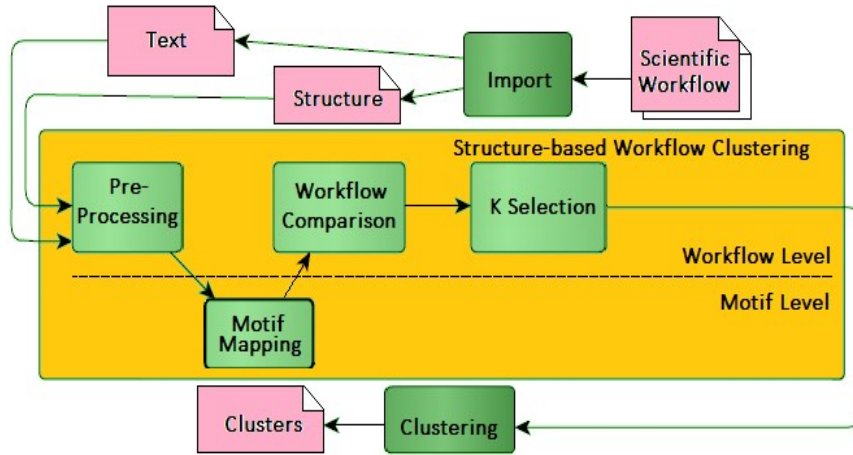 Text
Import
Scientific
Workflow
Structure
Structure-based Workflow Clustering
Pre-
Processing
Workflow
Comparison
K Selection
Workflow Level
Motif Level
Motif
Mapping
Clusters
Clustering